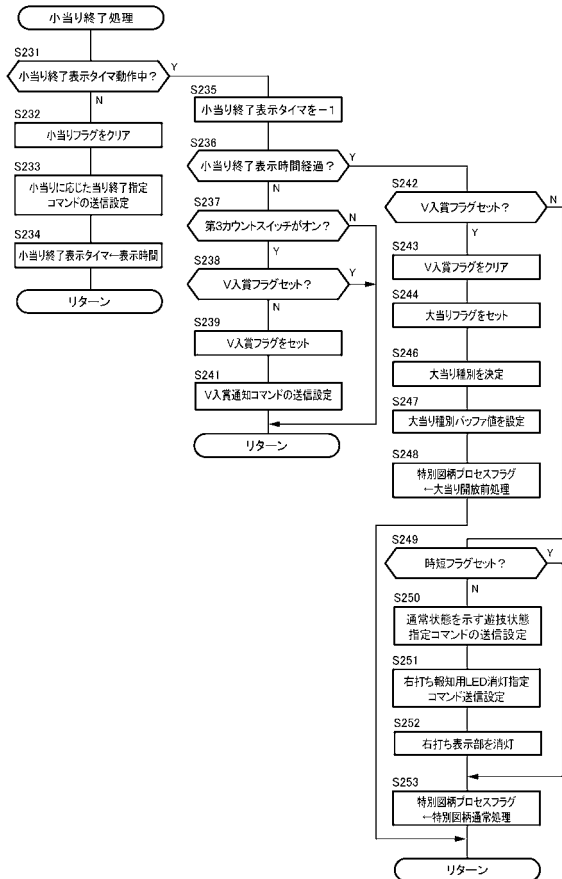 小当り終了処理
S231
小当り終了表示タイマ動作中？
Y
N
S232
小当りフラグをクリア
S233
小当りに応じた当り終了指定
コマンドの送信設定
S234
小当り終了表示タイマ←表示時間
リターン
S235
小当り終了表示タイマを－1
S236
小当り終了表示時間経過？
Y
N
S237
第3カウントスイッチがオン？
N
Y
S238
V入賞フラグセット？
Y
N
S239
V入賞フラグをセット
S241
V入賞通知コマンドの送信設定
リターン
S242
V入賞フラグセット？
N
Y
S243
V入賞フラグをクリア
S244
大当りフラグをセット
S246
大当り種別を決定
S247
大当り種別バッファ値を設定
S248
特別図柄プロセスフラグ
←大当り開放前処理
S249
時短フラグセット？
Y
N
S250
通常状態を示す遊技状態
指定コマンドの送信設定
S251
右打ち報知用LED消灯指定
コマンド送信設定
S252
右打ち表示部を消灯
S253
特別図柄プロセスフラグ
←特別図柄通常処理
リターン